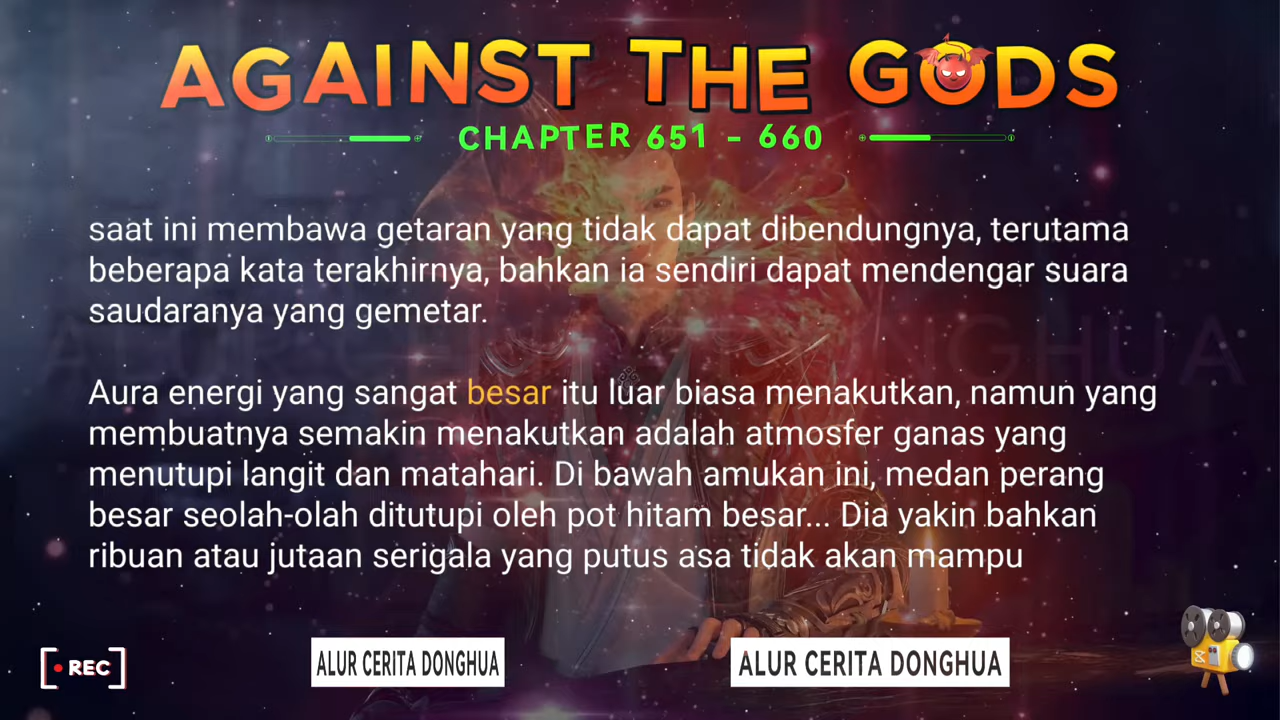 AGAINST THE GODS
CHAPTER 651 - 660
saat ini membawa getaran yang tidak dapat dibendungnya, terutama
beberapa kata terakhirnya, bahkan ia sendiri dapat mendengar suara
saudaranya yang gemetar.
ALUR CERITA DONGHUA
Aura energi yang sangat besar itu luar biasa menakutkan, namun yang
membuatnya semakin menakutkan adalah atmosfer ganas yang
menutupi langit dan matahari. Di bawah amukan ini, medan perang
besar seolah-olah ditutupi oleh pot hitam besar... Dia yakin bahkan
ribuan atau jutaan serigala yang putus asa tidak akan mampu
REC
ALUR CERITA DONGHUA
ALUR CERITA DONGHUA